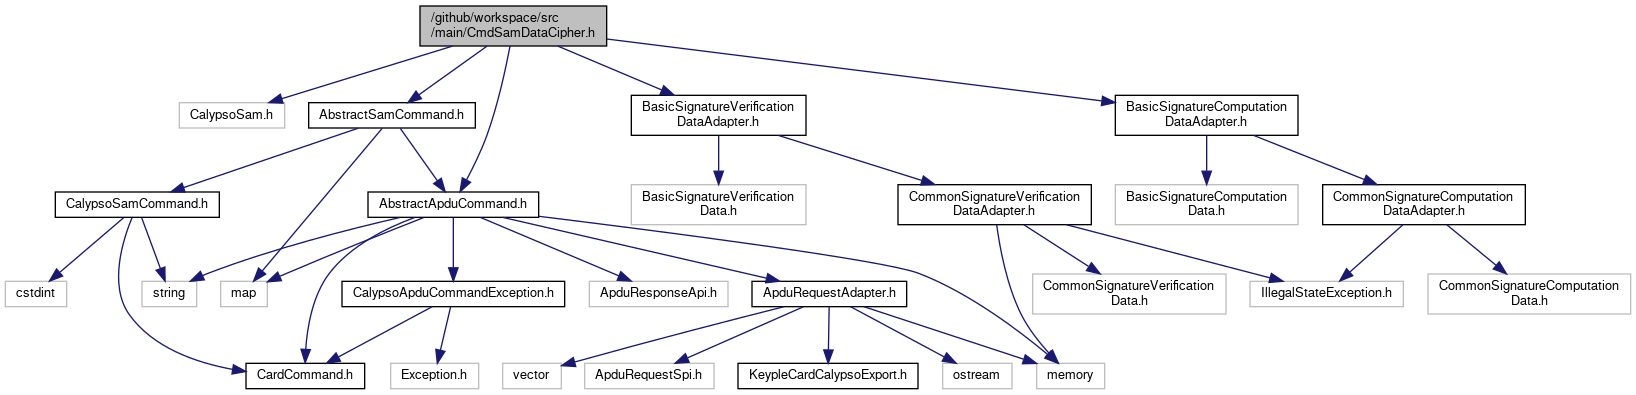 /github/workspace/src
/main/CmdSamDataCipher.h
CalypsoSam.h
AbstractSamCommand.h
BasicSignatureVerification
DataAdapter.h
BasicSignatureComputation
DataAdapter.h
CalypsoSamCommand.h
AbstractApduCommand.h
BasicSignatureVerification
Data.h
CommonSignatureVerification
DataAdapter.h
BasicSignatureComputation
Data.h
CommonSignatureComputation
DataAdapter.h
cstdint
string
map
CalypsoApduCommandException.h
ApduResponseApi.h
ApduRequestAdapter.h
CommonSignatureVerification
Data.h
IllegalStateException.h
CommonSignatureComputation
Data.h
CardCommand.h
Exception.h
vector
ApduRequestSpi.h
KeypleCardCalypsoExport.h
ostream
memory